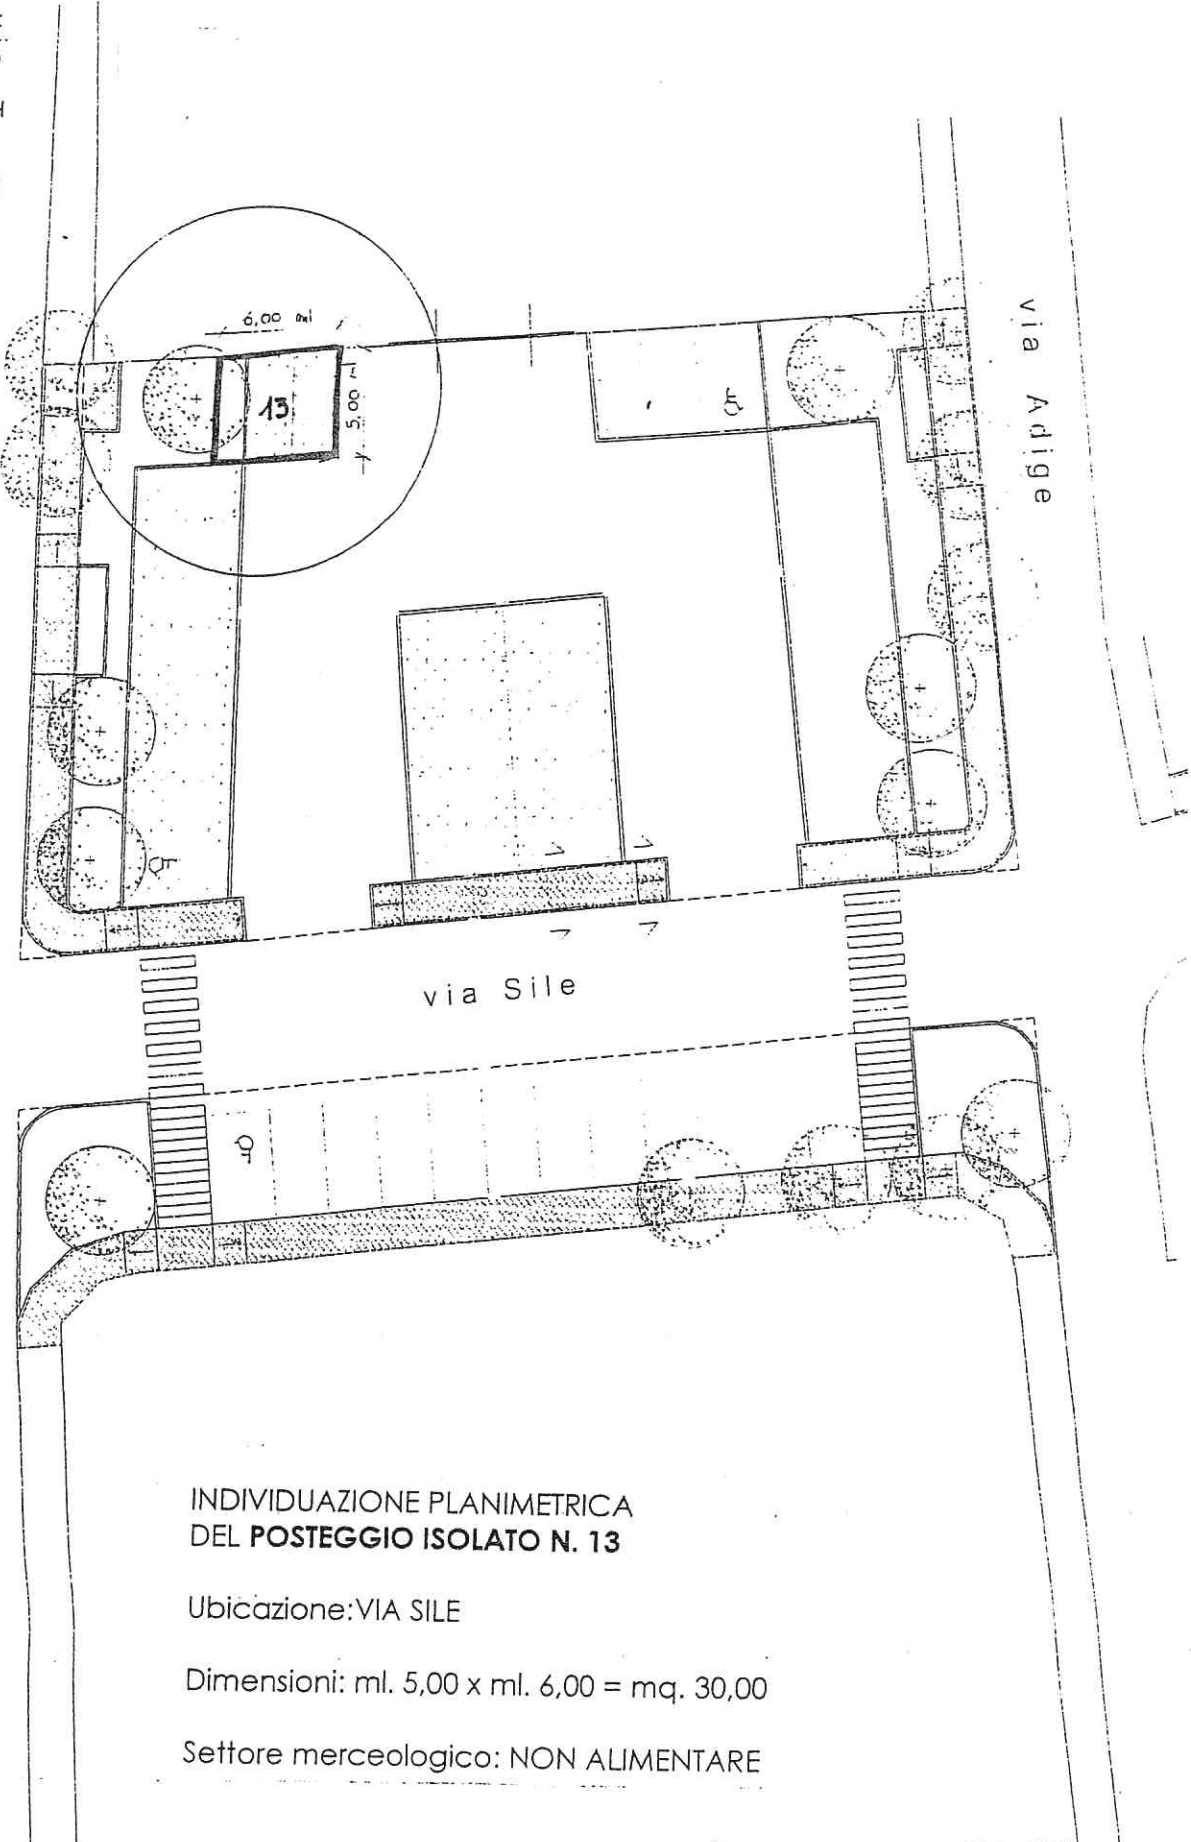 6,00 ml
13
5,00
via Adige
via Sile
INDIVIDUAZIONE PLANIMETRICA
DEL POSTEGGIO ISOLATO N. 13
Ubicazione: VIA SILE
Dimensioni: ml. 5,00 x ml. 6,00 = mq. 30,00
Settore merceologico: NON ALIMENTARE